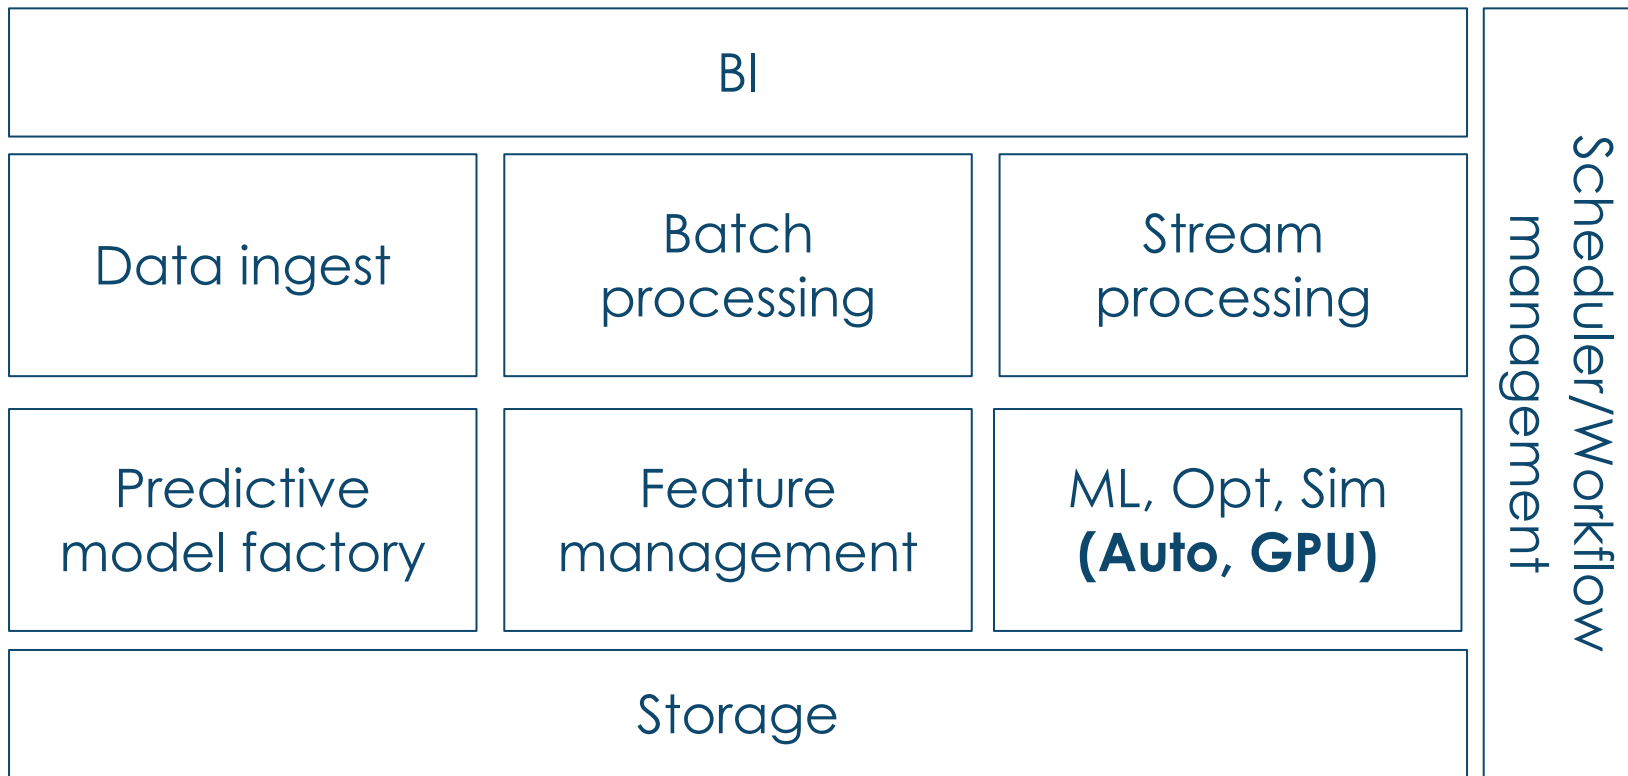 BI
Data ingest
Batch
processing
Stream
processing
Predictive
model factory
Feature
management
ML, Opt, Sim
(Auto, GPU)
Storage
Scheduler/Workflow
management